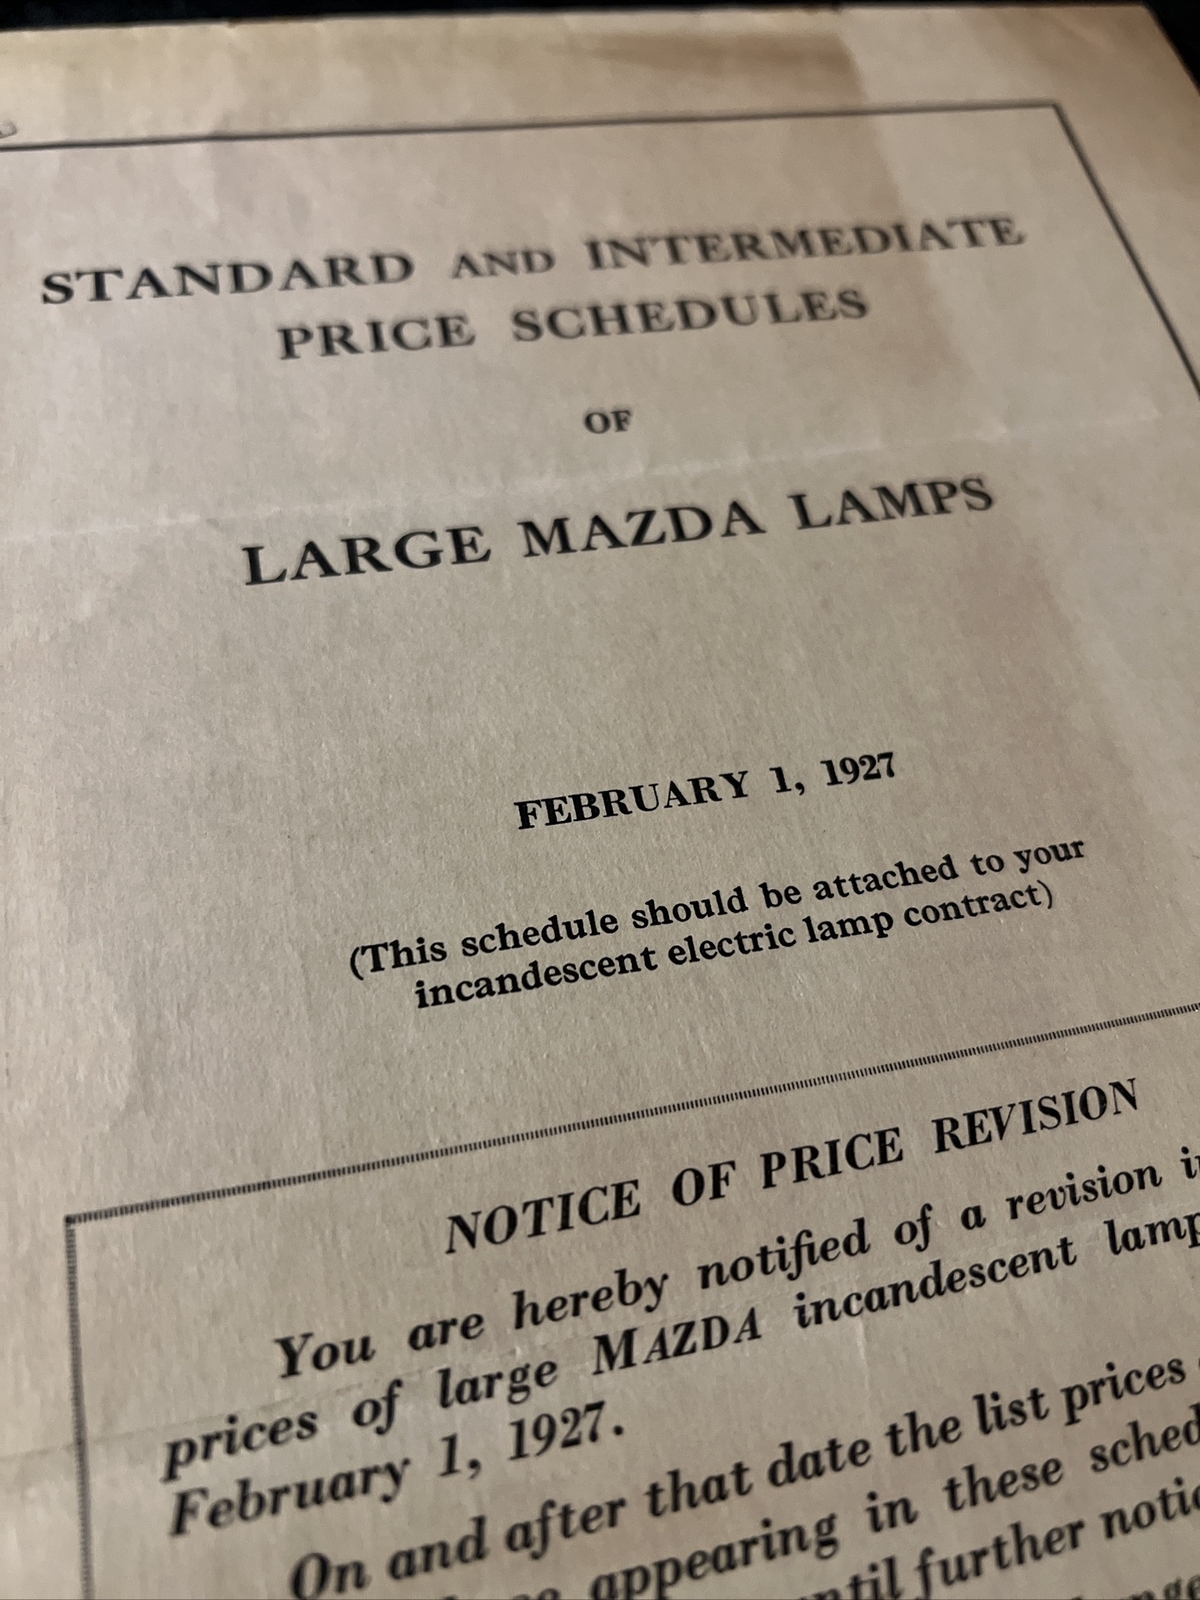 STANDARD AND INTERMEDIATE
PRICE SCHEDULES
OF
LARGE MAZDA LAMPS
FEBRUARY 1, 1927
(This schedule should be attached to your
incandescent electric lamp contract)
NOTICE OF PRICE REVISION
You are hereby notified of a revision
prices of large MAZDA incandescent
February 1, 1927.
On and after that date the list prices
appearing in these
further